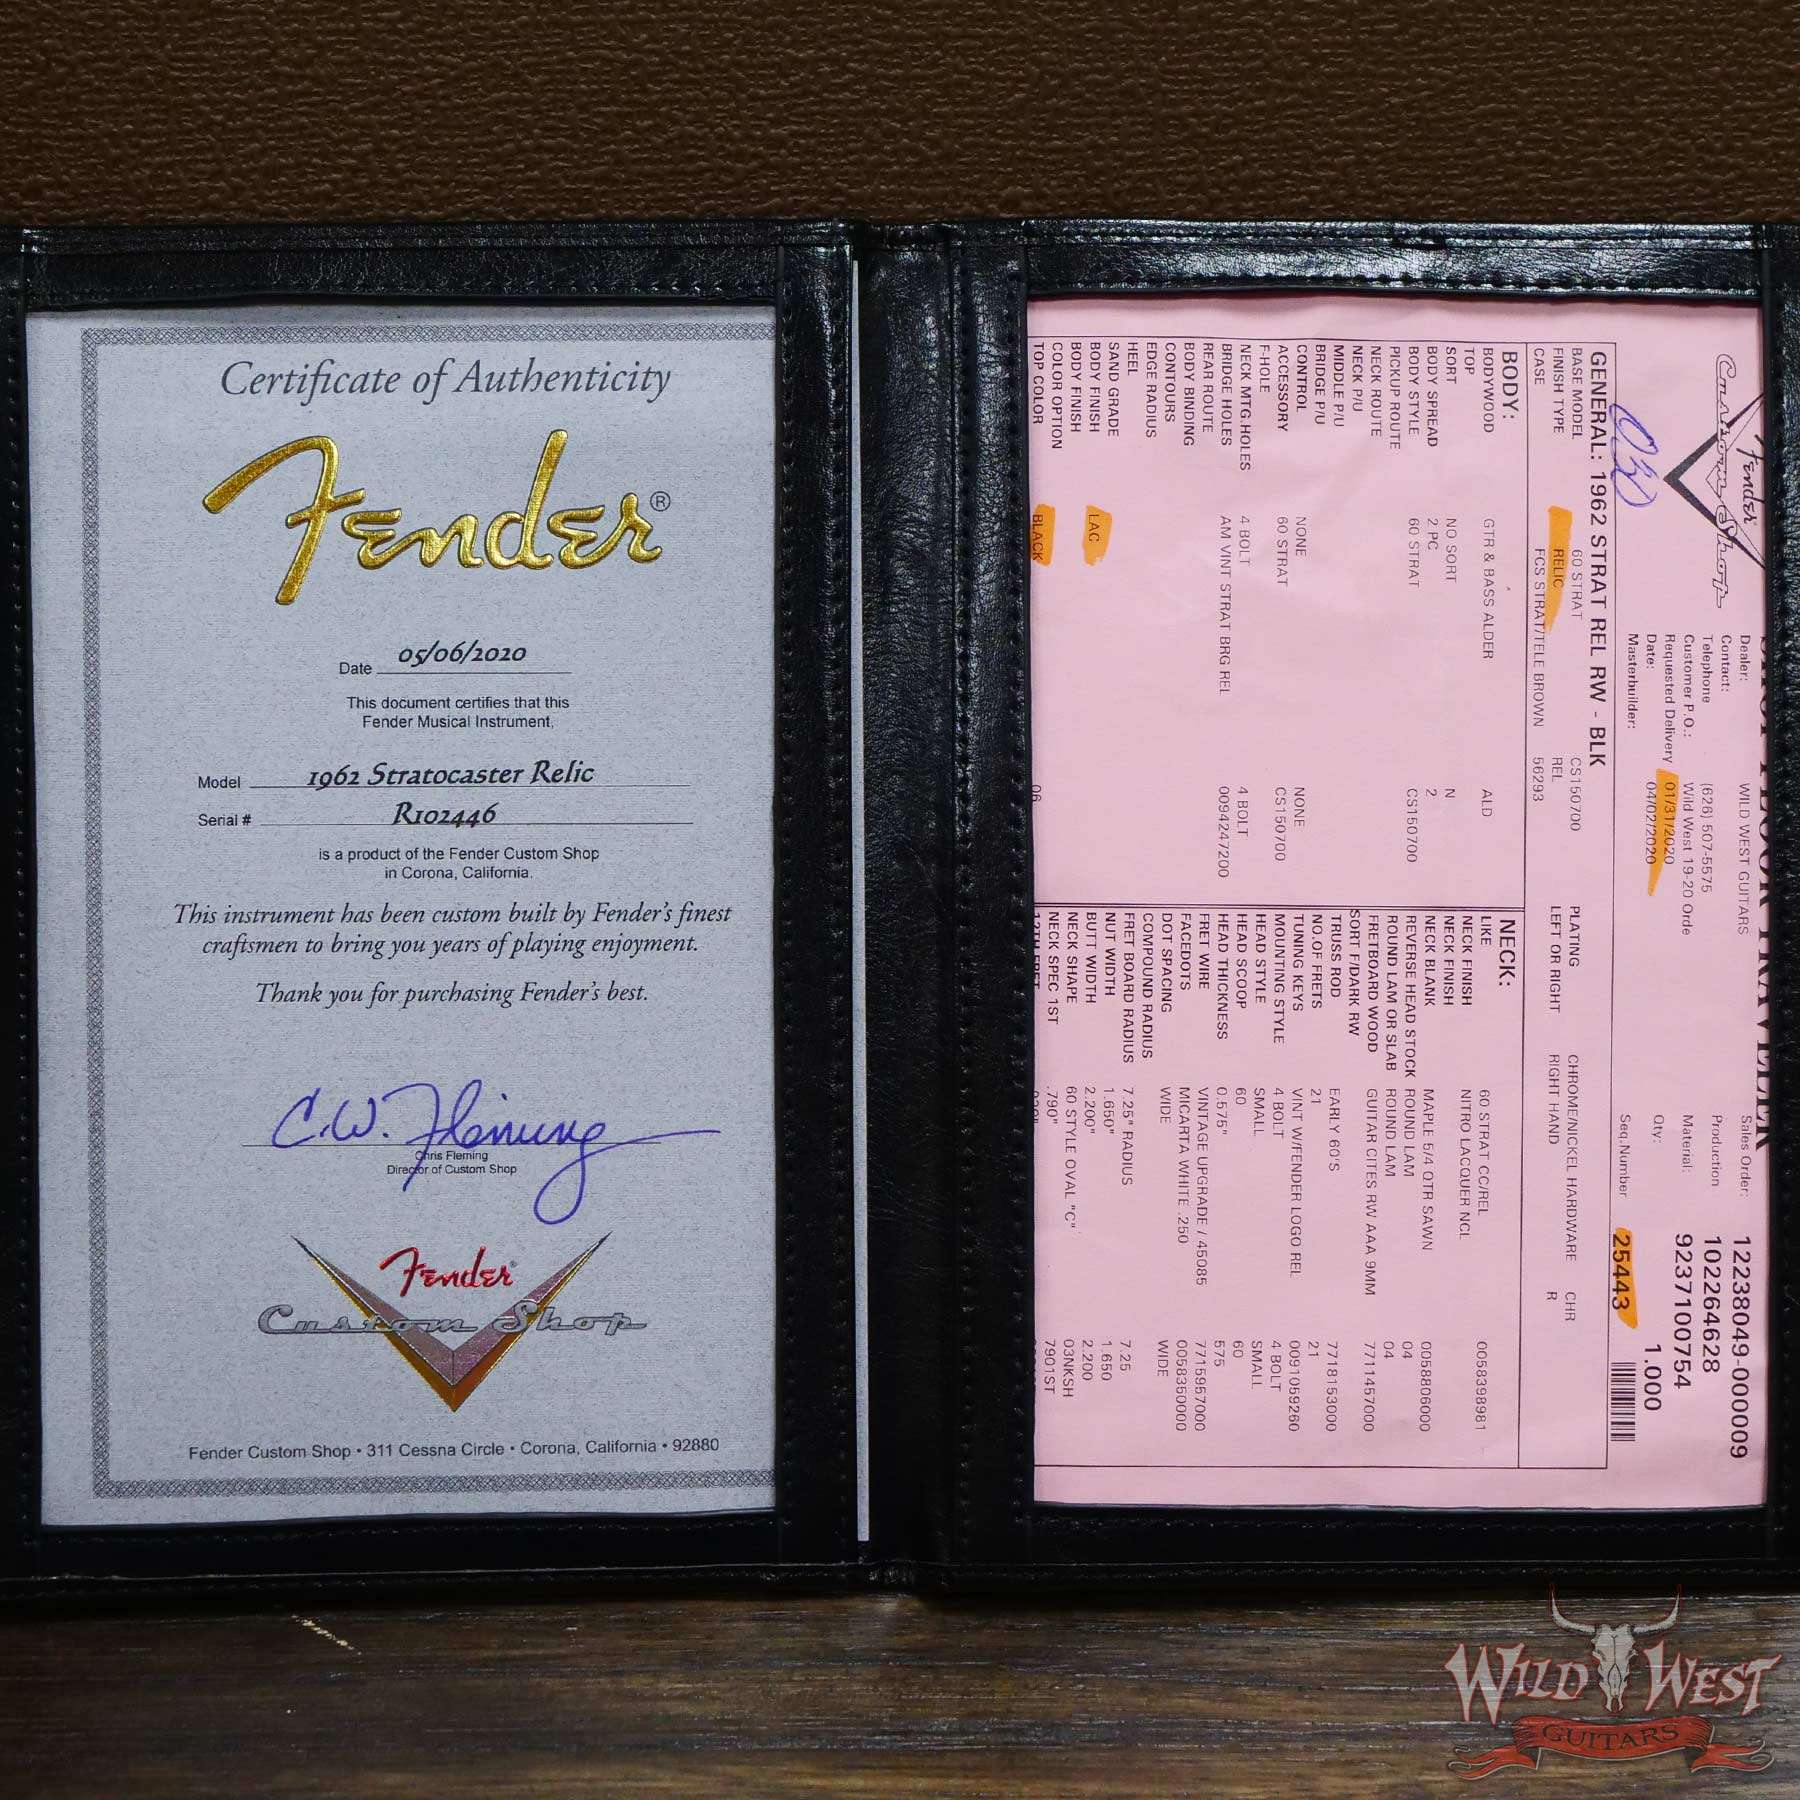 Certificate of Authenticity
Fender®
Date 05/06/2020
This document certifies that this
Fender Musical Instrument,
Model 1962 Stratocaster Relic
Serial # R102446
is a product of the Fender Custom Shop
in Corona, California.
This instrument has been custom built by Fender's finest
craftsmen to bring you years of playing enjoyment.
Thank you for purchasing Fender's best.
C.W. Fleming
Chris Fleming
Director of Custom Shop
Fender
Custom Shop
Fender Custom Shop • 311 Cessna Circle • Corona, California • 92880
SHOP FLOOR TRAVELER
Fender
Custom Shop
Dealer: WILD WEST GUITARS
Contact:
Telephone (626) 507-5575
Customer P.O.: Wild West 19-20 Orde
Requested Delivery 01/31/2020
Date: 04/02/2020
Masterbuilder:
Sales Order: 12238049-000009
Production 102264628
Material: 9237100754
Qty: 1.000
Seq.Number 25443
GENERAL: 1962 STRAT REL RW - BLK
BASE MODEL 60 STRAT CS150700 PLATING CHROME/NICKEL HARDWARE CHR
FINISH TYPE RELIC REL LEFT OR RIGHT RIGHT HAND R
CASE FCS STRAT/TELE BROWN 56293
BODY:
BODYWOOD GTR & BASS ALDER ALD
TOP
SORT NO SORT N
BODY SPREAD 2 PC 2
BODY STYLE 60 STRAT CS150700
PICKUP ROUTE
NECK ROUTE
NECK P/U
MIDDLE P/U
BRIDGE P/U
CONTROL NONE NONE
ACCESSORY 60 STRAT CS150700
F-HOLE
NECK MTG.HOLES 4 BOLT 4 BOLT
BRIDGE HOLES AM VINT STRAT BRG REL 0094247200
REAR ROUTE
BODY BINDING
CONTOURS
EDGE RADIUS
HEEL
SAND GRADE
BODY FINISH LAC
BODY FINISH
COLOR OPTION
TOP COLOR BLACK 06
NECK:
LIKE 60 STRAT CC/REL 0058398981
NECK FINISH NITRO LACQUER NCL
NECK FINISH
NECK BLANK MAPLE 5/4 QTR SAWN 0058806000
REVERSE HEAD STOCK ROUND LAM 04
ROUND LAM OR SLAB ROUND LAM 04
FRETBOARD WOOD GUITAR CITES RW AAA 9MM 7711457000
SORT F/DARK RW
TRUSS ROD EARLY 60'S 7718153000
NO.OF FRETS 21 21
TUNING KEYS VINT W/FENDER LOGO REL 0091059260
MOUNTING STYLE 4 BOLT 4 BOLT
HEAD STYLE SMALL SMALL
HEAD SCOOP 60 60
HEAD THICKNESS 0.575" 575
FRET WIRE VINTAGE UPGRADE / 45085 7715957000
FACEDOTS MICARTA WHITE .250 0058350000
DOT SPACING WIDE WIDE
COMPOUND RADIUS
FRET BOARD RADIUS 7.25" RADIUS 7.25
NUT WIDTH 1.650" 1.650
BUTT WIDTH 2.200" 2.200
NECK SHAPE 60 STYLE OVAL "C" 03NKSH
NECK SPEC 1ST .790" 7901ST
12TH FRET
WILD WEST
GUITARS